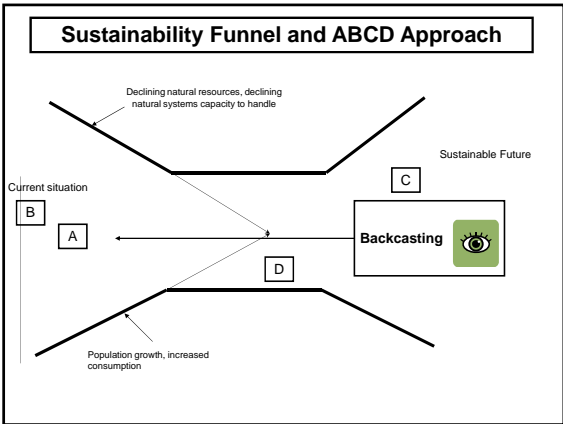 Sustainability Funnel and ABCD Approach
Declining natural resources, declining
natural systems capacity to handle
Sustainable Future
C
Current situation
B
A
Backcasting
D
Population growth, increased
consumption